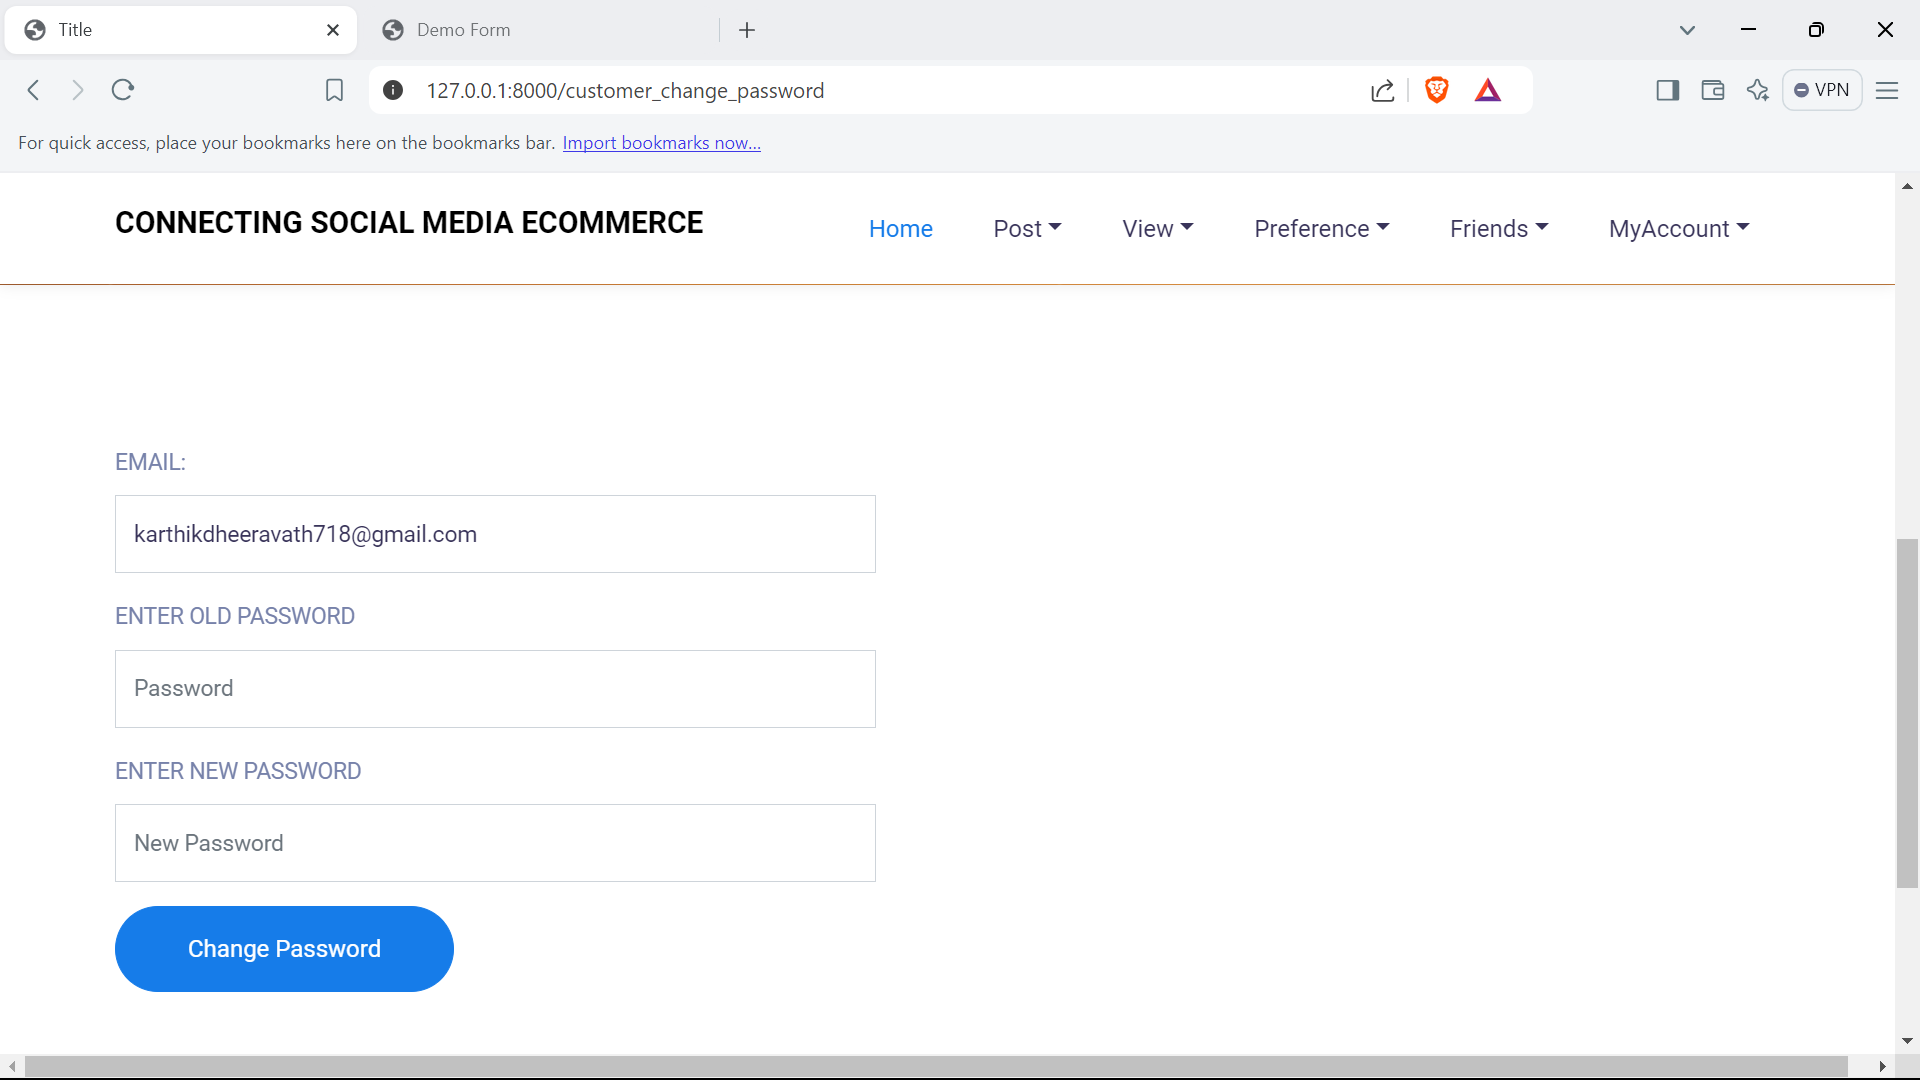 Title
Demo Form
127.0.0.1:8000/customer_change_password
VPN
For quick access, place your bookmarks here on the bookmarks bar. Import bookmarks now...
CONNECTING SOCIAL MEDIA ECOMMERCE
Home Post View Preference Friends MyAccount
EMAIL:
karthikdheeravath718@gmail.com
ENTER OLD PASSWORD
Password
ENTER NEW PASSWORD
New Password
Change Password